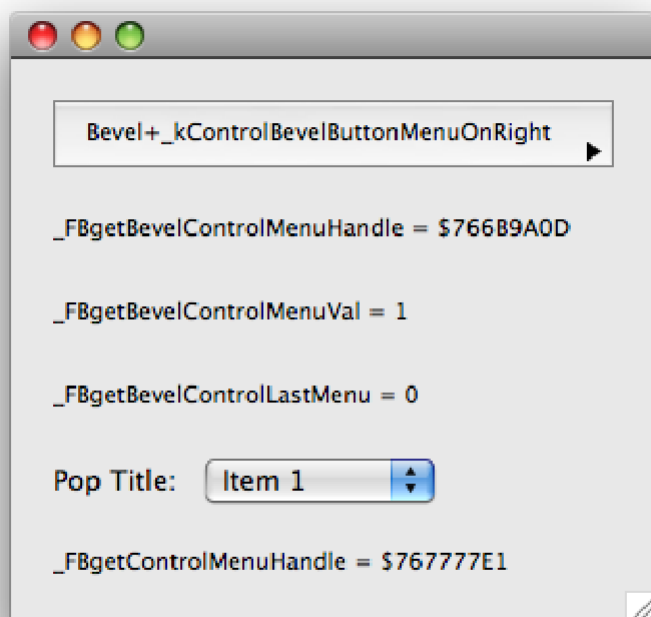 Bevel+_kControlBevelButtonMenuOnRight
_FBgetBevelControlMenuHandle = $766B9A0D
_FBgetBevelControlMenuVal = 1
_FBgetBevelControlLastMenu = 0
Pop Title: Item 1
_FBgetControlMenuHandle = $767777E1